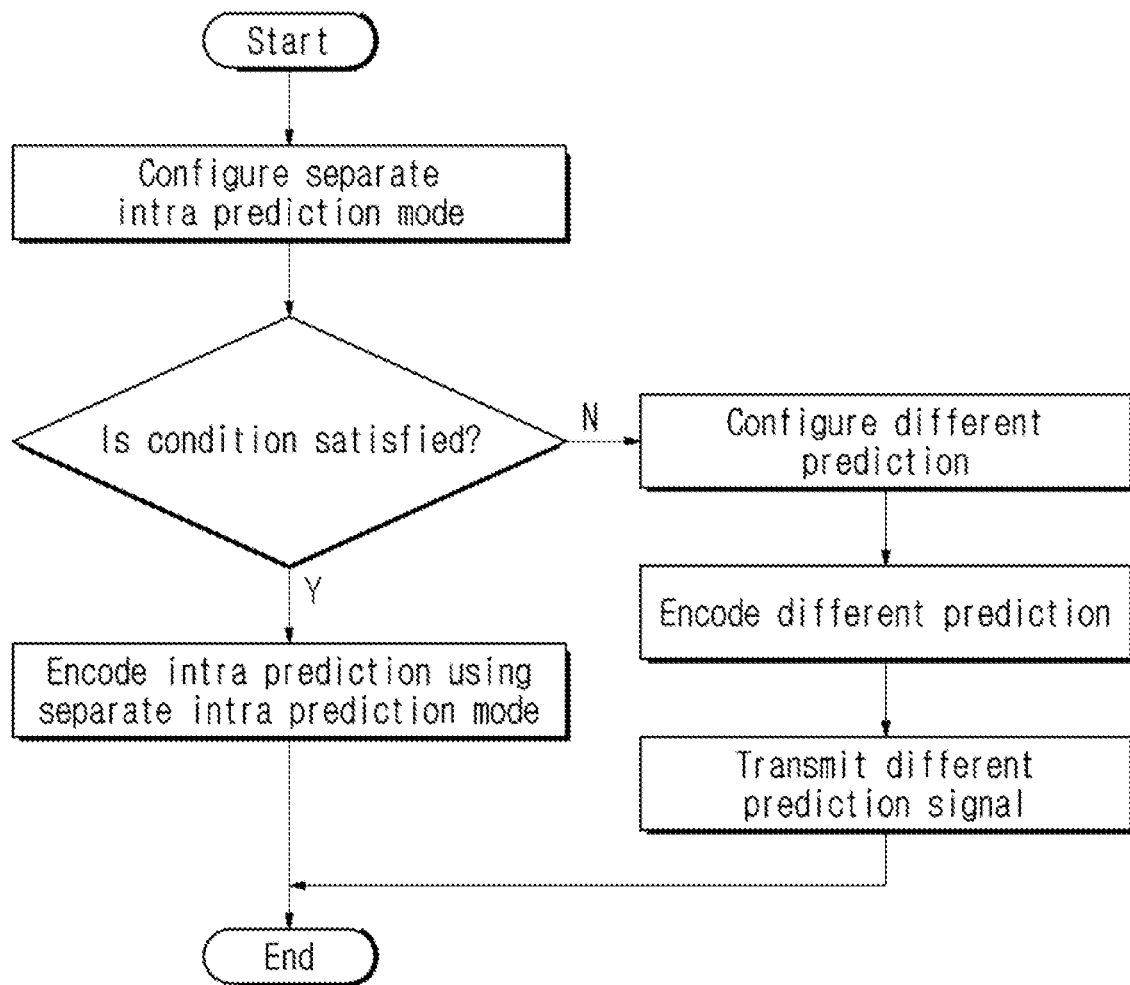 Start
Configure separate
intra prediction mode
Is condition satisfied?
N
Configure different
prediction
Y
Encode different prediction
Encode intra prediction using
separate intra prediction mode
Transmit different
prediction signal
End